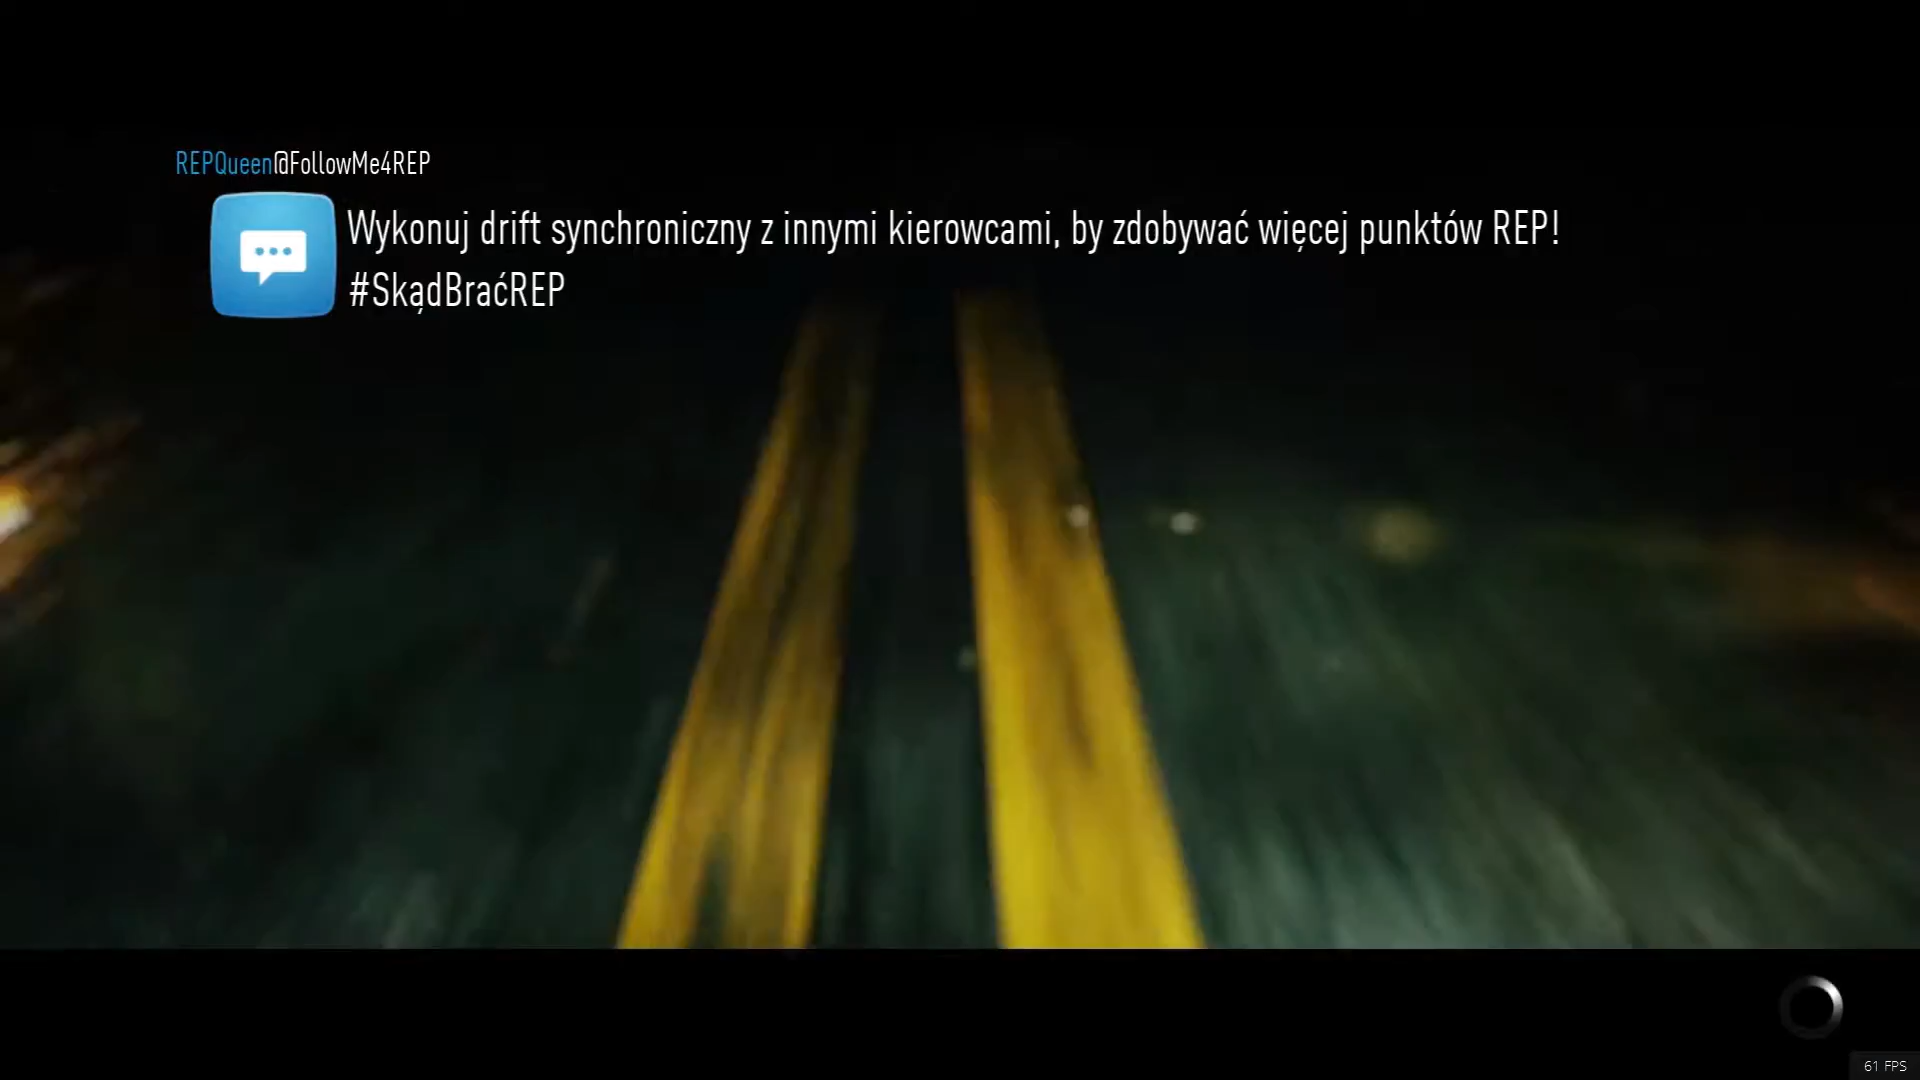 REPQueen@FollowMe4REP
Wykonuj drift synchroniczny z innymi kierowcami, by zdobywać więcej punktów REP!
#SkądBraćREP
61 FPS